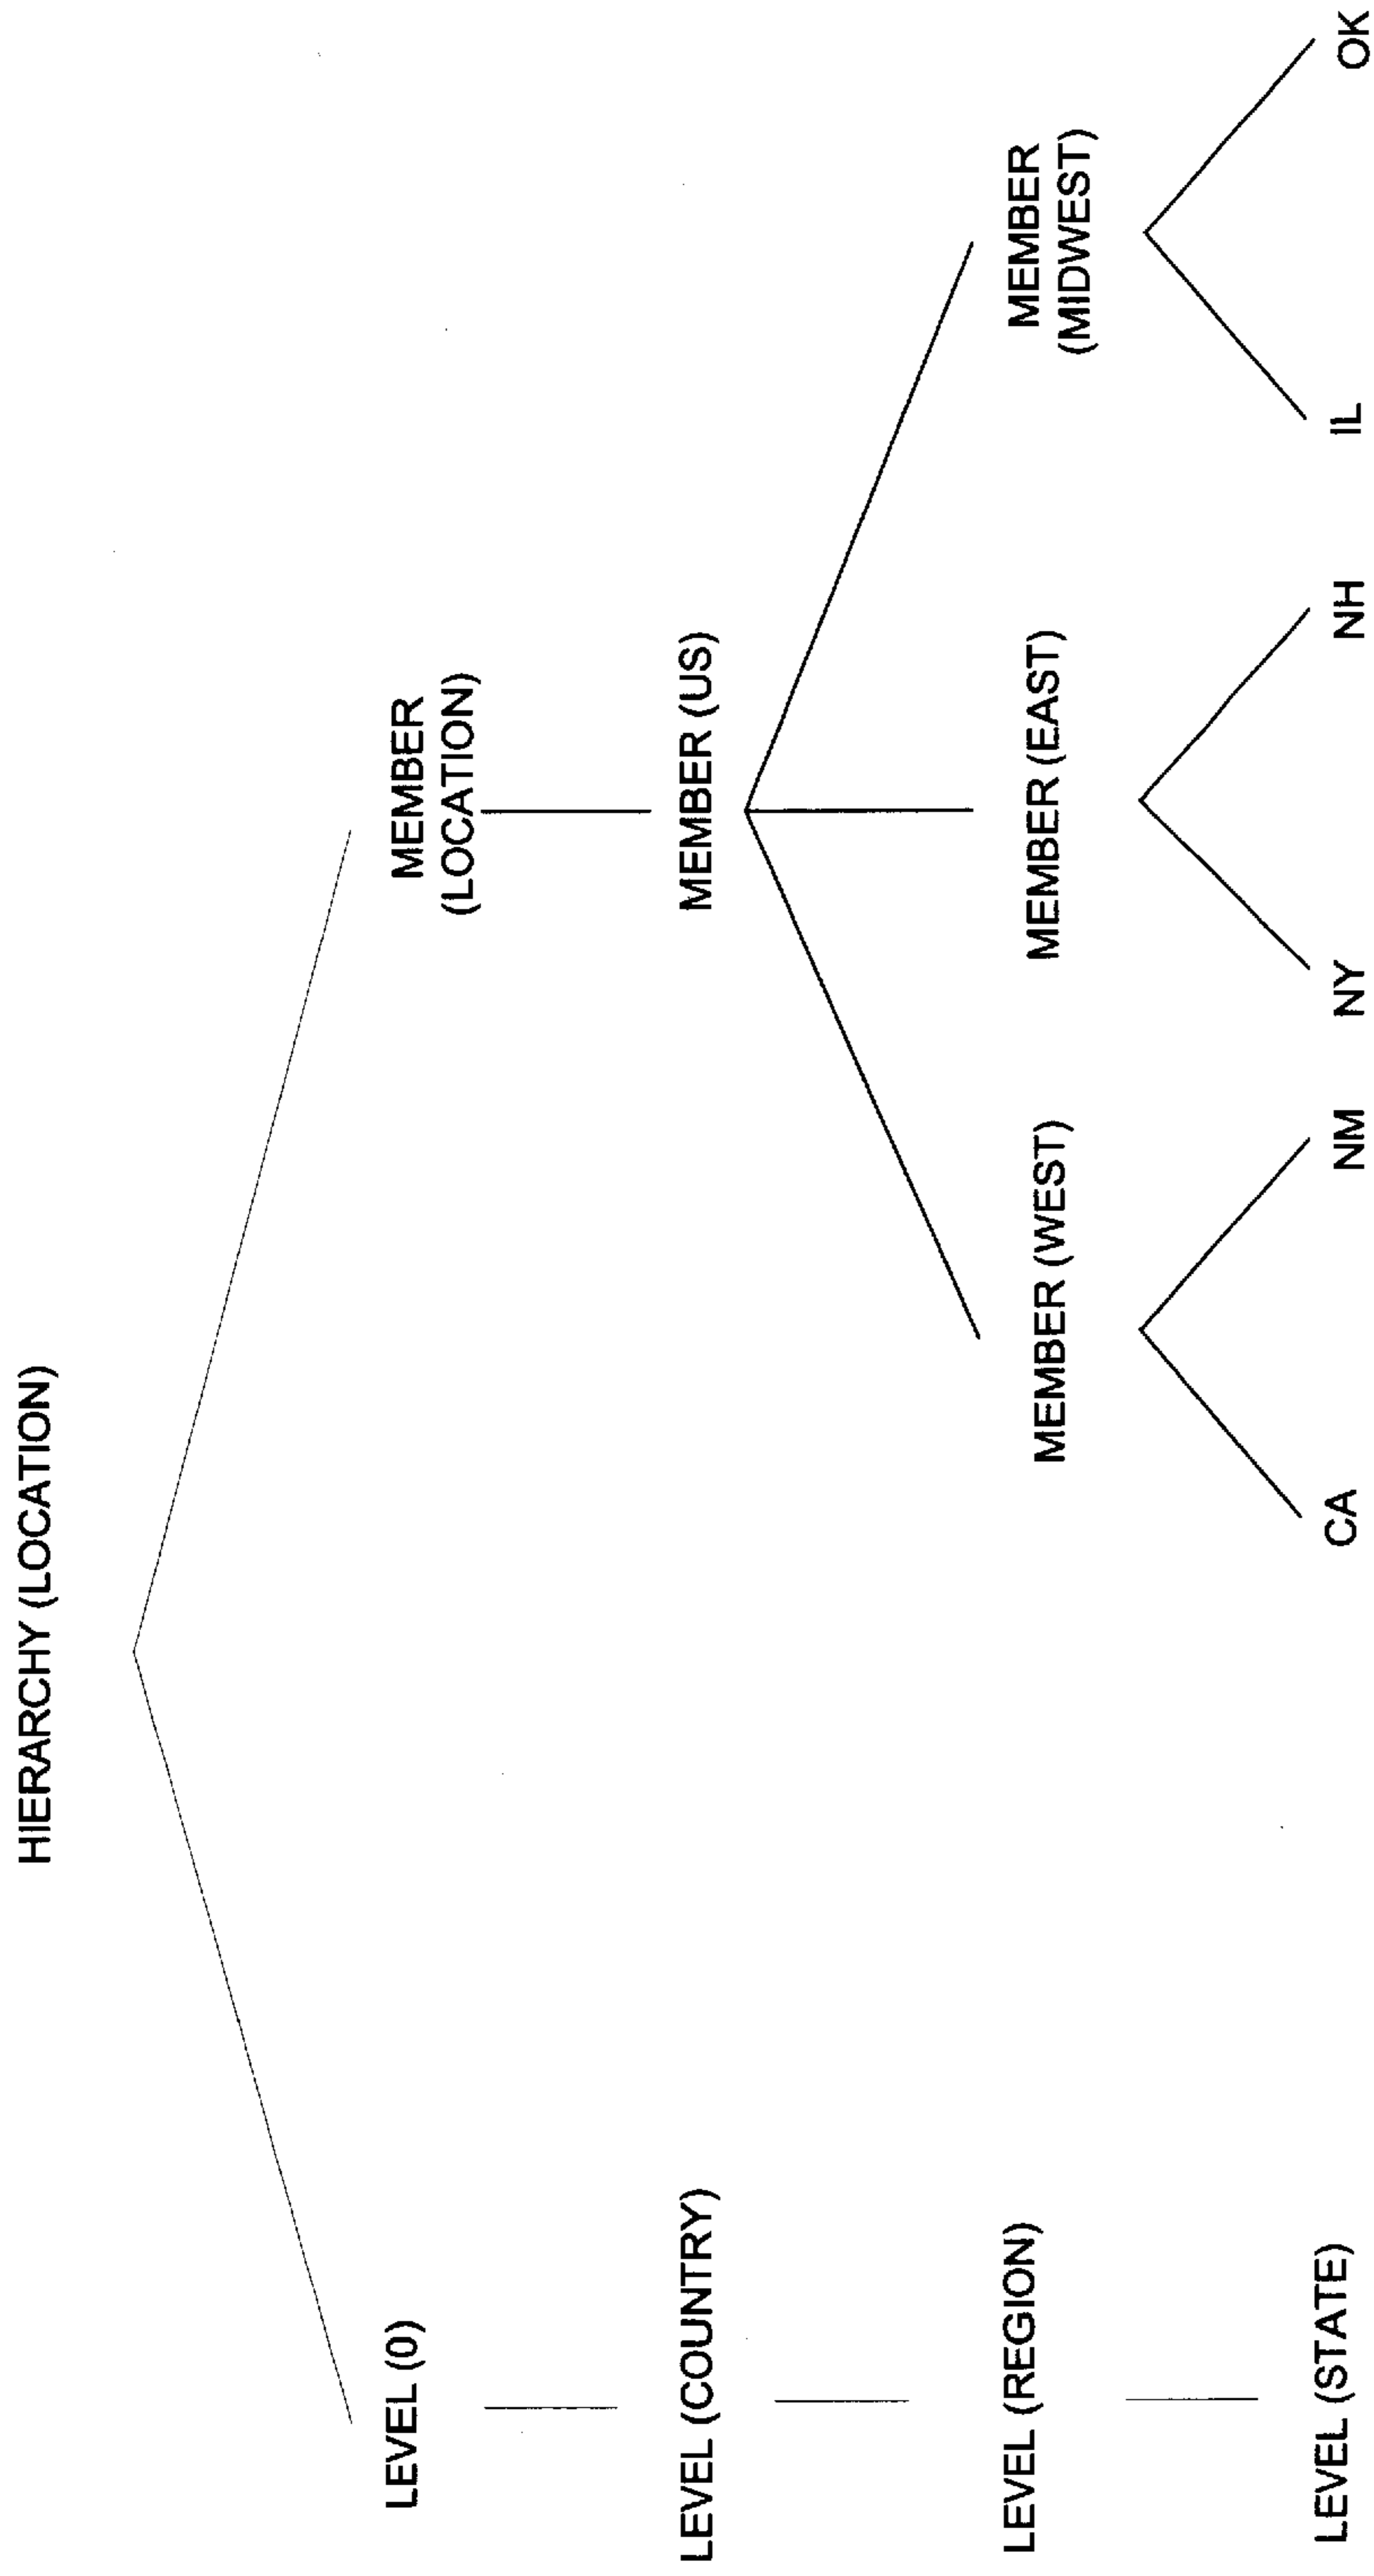 HIERARCHY (LOCATION)
LEVEL (0)
MEMBER
(LOCATION)
LEVEL (COUNTRY)
MEMBER (US)
LEVEL (REGION)
MEMBER (WEST)
MEMBER (EAST)
MEMBER
(MIDWEST)
LEVEL (STATE)
CA
NM
NY
NH
IL
OK